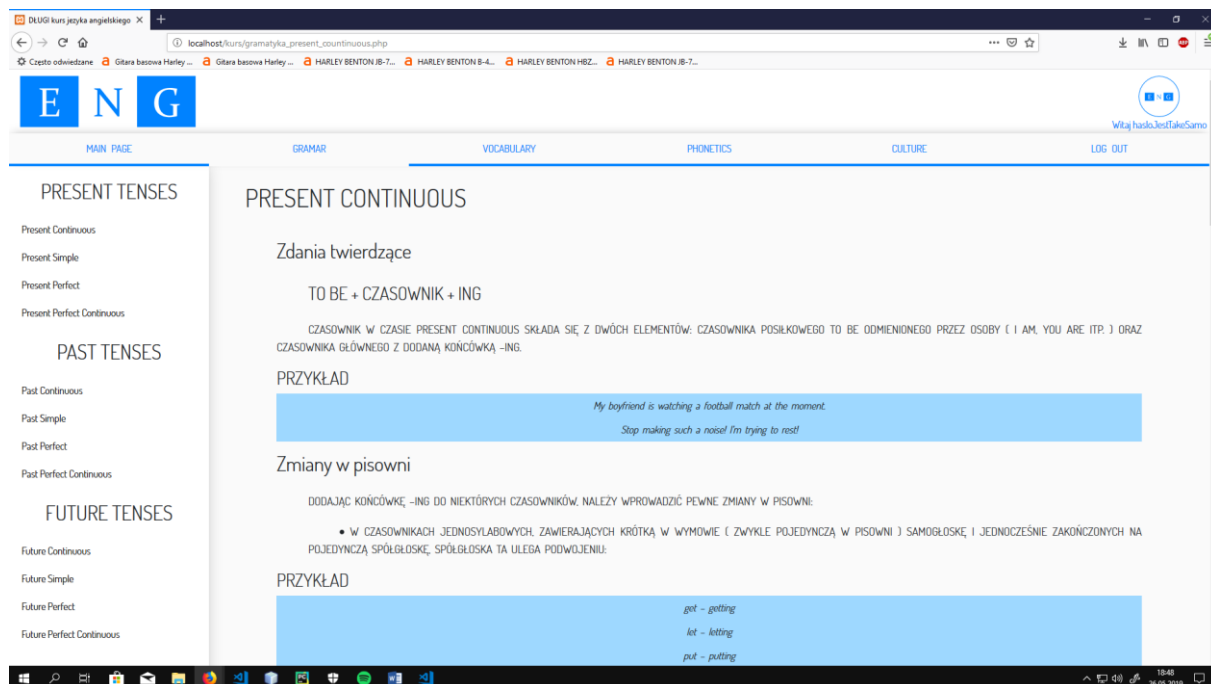 DŁUGI kurs jezyka angielskiego
localhost/kurs/gramatyka_present_countinuous.php
Często odwiedzane Gitara basowa Harley ... Gitara basowa Harley ... HARLEY BENTON JB-7... HARLEY BENTON B-4... HARLEY BENTON HBZ... HARLEY BENTON JB-7...
E N G
E N G
Witaj hasloJestTakeSamo
MAIN PAGE GRAMAR VOCABULARY PHONETICS CULTURE LOG OUT
PRESENT TENSES
Present Continuous
Present Simple
Present Perfect
Present Perfect Continuous
PAST TENSES
Past Continuous
Past Simple
Past Perfect
Past Perfect Continuous
FUTURE TENSES
Future Continuous
Future Simple
Future Perfect
Future Perfect Continuous
PRESENT CONTINUOUS
Zdania twierdzące
TO BE + CZASOWNIK + ING
CZASOWNIK W CZASIE PRESENT CONTINUOUS SKŁADA SIĘ Z DWÓCH ELEMENTÓW: CZASOWNIKA POSIŁKOWEGO TO BE ODMIENIONEGO PRZEZ OSOBY ( I AM, YOU ARE ITP. ) ORAZ
CZASOWNIKA GŁÓWNEGO Z DODANĄ KOŃCÓWKĄ –ING.
PRZYKŁAD
My boyfriend is watching a football match at the moment.
Stop making such a noise! I'm trying to rest!
Zmiany w pisowni
DODAJĄC KOŃCÓWKĘ –ING DO NIEKTÓRYCH CZASOWNIKÓW, NALEŻY WPROWADZIĆ PEWNE ZMIANY W PISOWNI:
• W CZASOWNIKACH JEDNOSYLABOWYCH, ZAWIERAJĄCYCH KRÓTKĄ W WYMOWIE ( ZWYKLE POJEDYNCZĄ W PISOWNI ) SAMOGŁOSKĘ I JEDNOCZEŚNIE ZAKOŃCZONYCH NA
POJEDYNCZĄ SPÓŁGŁOSKĘ, SPÓŁGŁOSKA TA ULEGA PODWOJENIU:
PRZYKŁAD
get – getting
let – letting
put – putting
18:48
26.05.2019